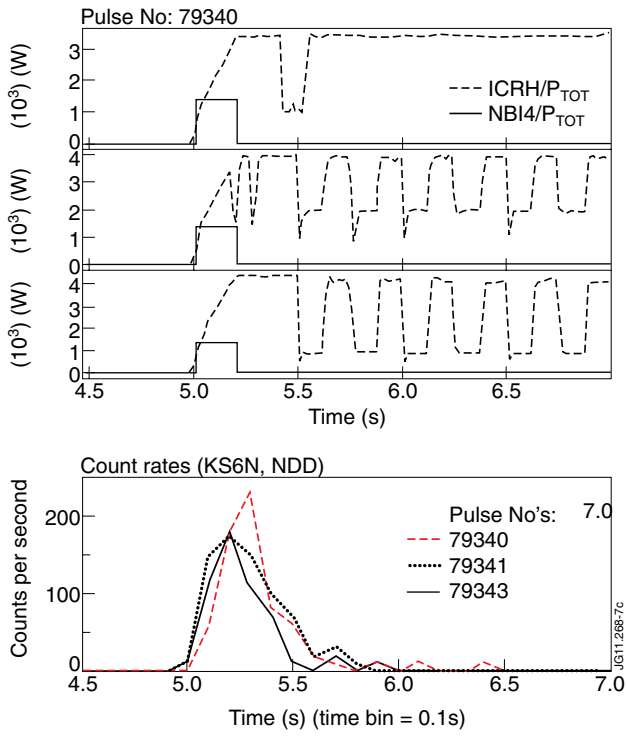 Pulse No: 79340
(10³) (W)
3
2
1
0
ICRH/P_TOT
NBI4/P_TOT
(10³) (W)
4
3
2
1
0
(10³) (W)
4
3
2
1
0
4.5 5.0 5.5 6.0 6.5
Time (s)
Count rates (KS6N, NDD)
Counts per second
200
100
0
Pulse No's: 7.0
79340
79341
79343
4.5 5.0 5.5 6.0 6.5 7.0
Time (s) (time bin = 0.1s)
JG11.268-7c